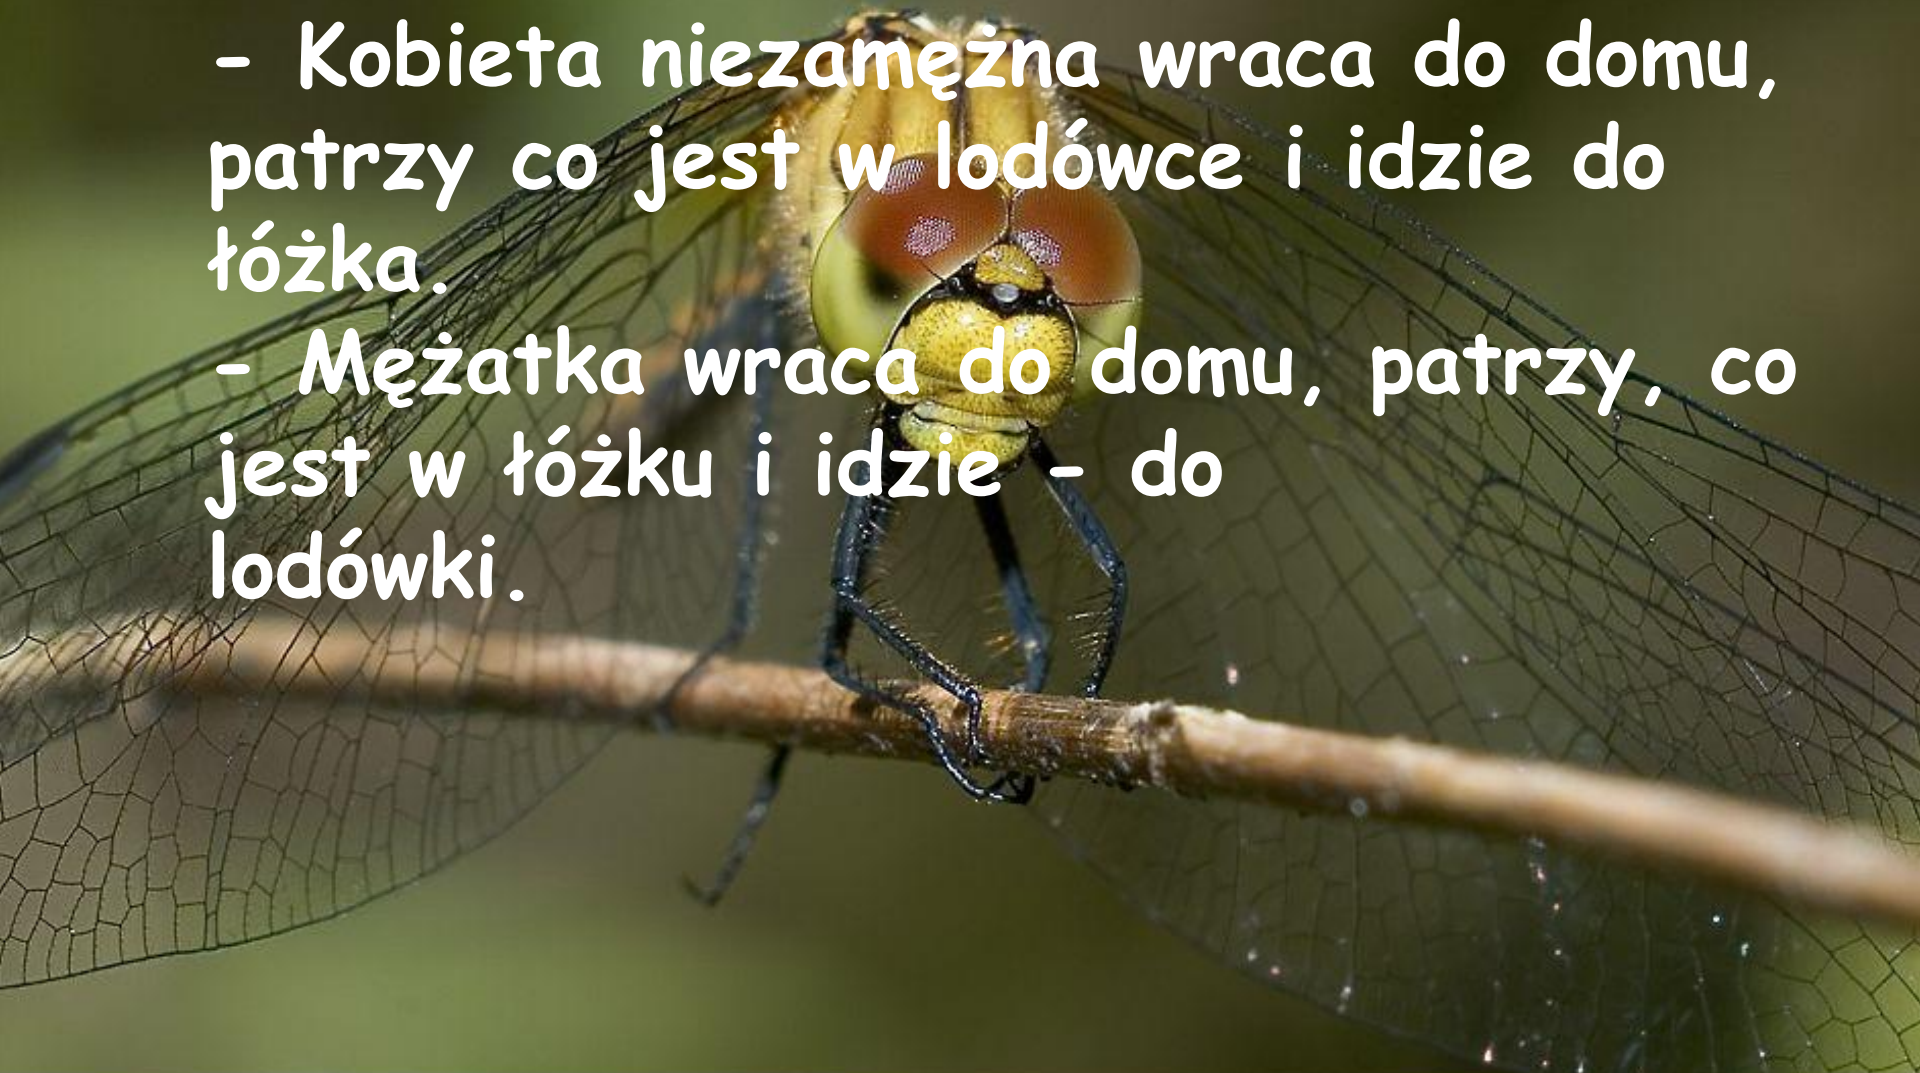 - Kobieta niezamężna wraca do domu,
patrzy co jest w lodówce i idzie do
łóżka.
- Mężatka wraca do domu, patrzy, co
jest w łóżku i idzie - do
lodówki.